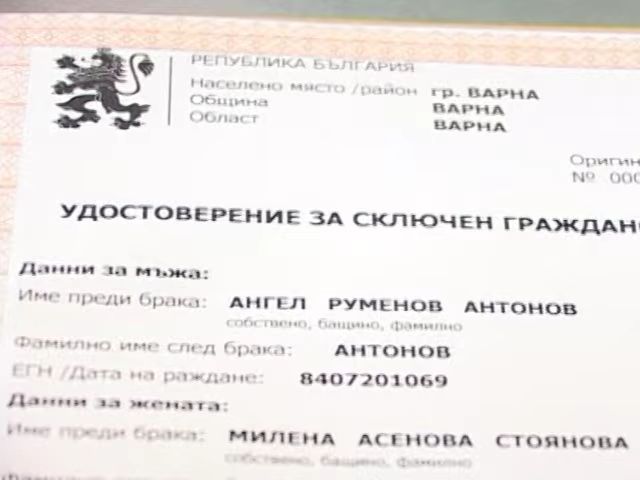 РЕПУБЛИКА БЪЛГАРИЯ
Населено място /район гр. ВАРНА
Община ВАРНА
Област ВАРНА
Оригин
№ 000
УДОСТОВЕРЕНИЕ ЗА СКЛЮЧЕН ГРАЖДАН
Данни за мъжа:
Име преди брака: АНГЕЛ РУМЕНОВ АНТОНОВ
собствено, бащино, фамилно
Фамилно име след брака: АНТОНОВ
ЕГН /Дата на раждане: 8407201069
Данни за жената:
Име преди брака: МИЛЕНА АСЕНОВА СТОЯНОВА
собствено, бащино, фамилно